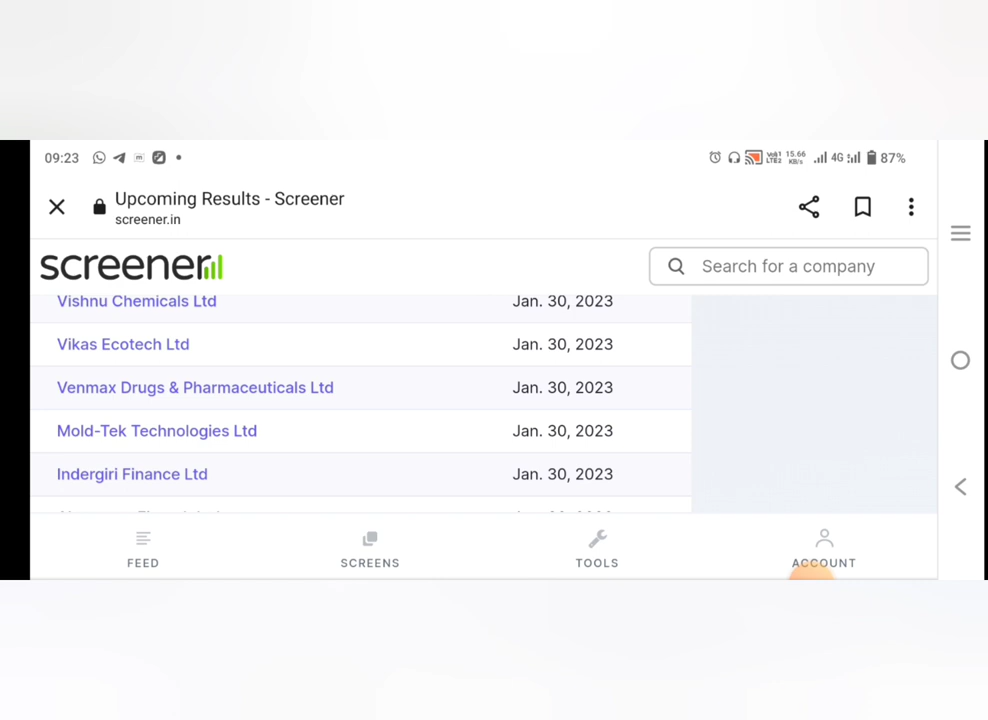 09:23
15.66
KB/s
4G
87%
Upcoming Results - Screener
screener.in
screener
Search for a company
Vishnu Chemicals Ltd Jan. 30, 2023
Vikas Ecotech Ltd Jan. 30, 2023
Venmax Drugs & Pharmaceuticals Ltd Jan. 30, 2023
Mold-Tek Technologies Ltd Jan. 30, 2023
Indergiri Finance Ltd Jan. 30, 2023
FEED SCREENS TOOLS ACCOUNT